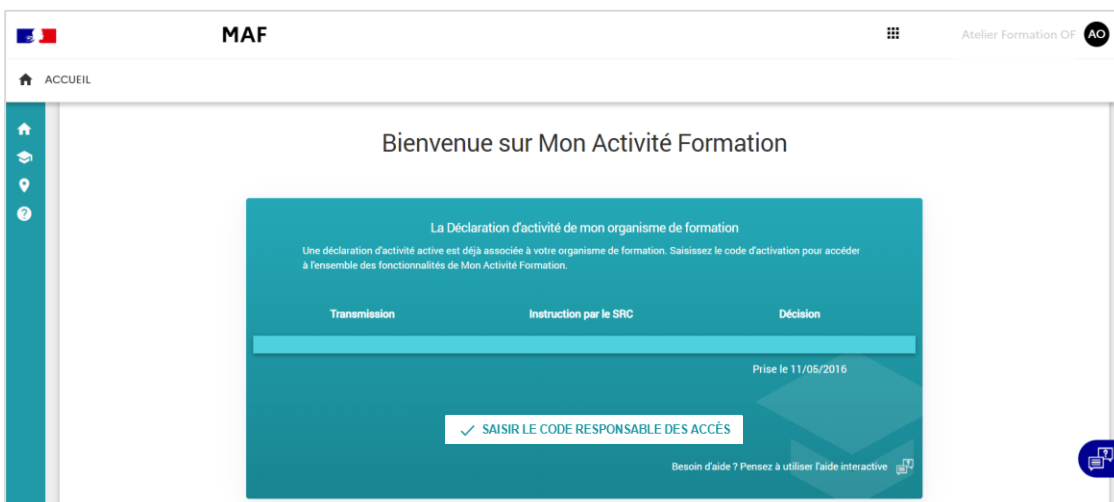 MAF
Atelier Formation OF
AO
ACCUEIL
Bienvenue sur Mon Activité Formation
La Déclaration d'activité de mon organisme de formation
Une déclaration d'activité active est déjà associée à votre organisme de formation. Saisissez le code d'activation pour accéder
à l'ensemble des fonctionnalités de Mon Activité Formation.
Transmission
Instruction par le SRC
Décision
Prise le 11/05/2016
SAISIR LE CODE RESPONSABLE DES ACCÈS
Besoin d'aide ? Pensez à utiliser l'aide interactive